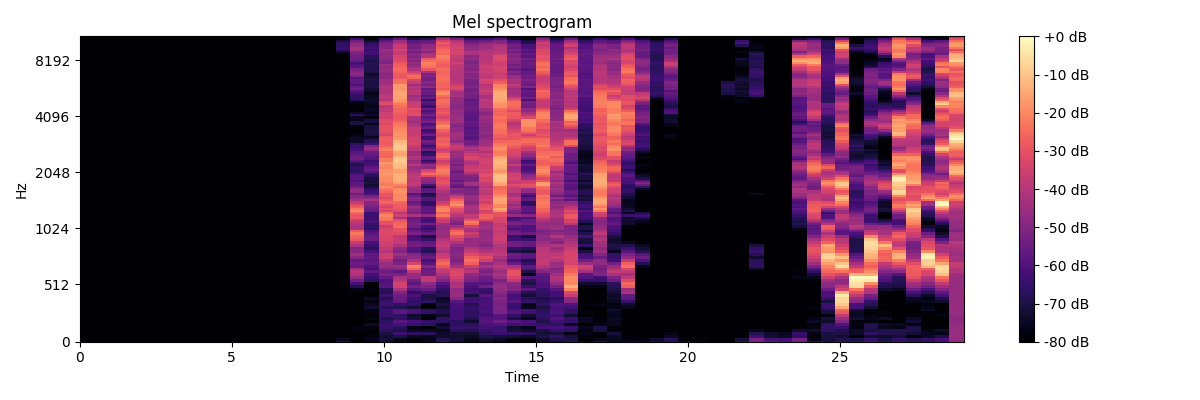 Mel spectrogram
8192
4096
2048
1024
512
0
Hz
0 5 10 15 20 25
Time
+0 dB
-10 dB
-20 dB
-30 dB
-40 dB
-50 dB
-60 dB
-70 dB
-80 dB